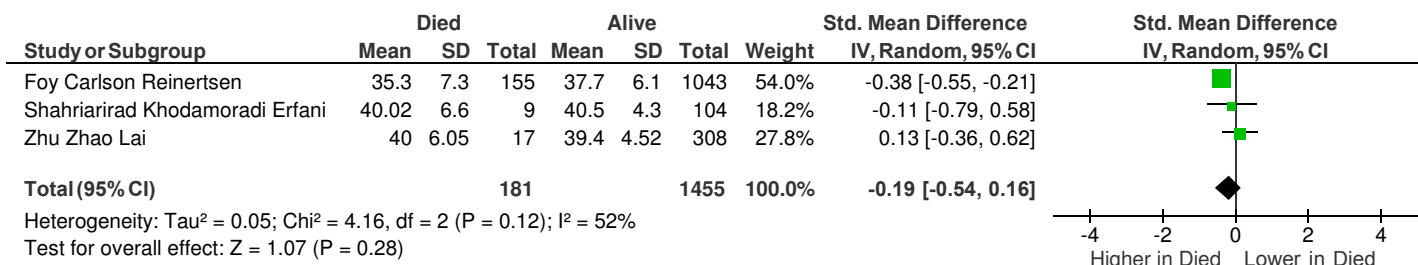 Died Alive Std. Mean Difference Std. Mean Difference
Study or Subgroup Mean SD Total Mean SD Total Weight IV, Random, 95% CI IV, Random, 95% CI
Foy Carlson Reinertsen 35.3 7.3 155 37.7 6.1 1043 54.0% -0.38 [-0.55, -0.21]
Shahriarirad Khodamoradi Erfani 40.02 6.6 9 40.5 4.3 104 18.2% -0.11 [-0.79, 0.58]
Zhu Zhao Lai 40 6.05 17 39.4 4.52 308 27.8% 0.13 [-0.36, 0.62]
Total (95% CI) 181 1455 100.0% -0.19 [-0.54, 0.16]
Heterogeneity: Tau² = 0.05; Chi² = 4.16, df = 2 (P = 0.12); I² = 52%
Test for overall effect: Z = 1.07 (P = 0.28)
-4 -2 0 2 4
Higher in Died Lower in Died